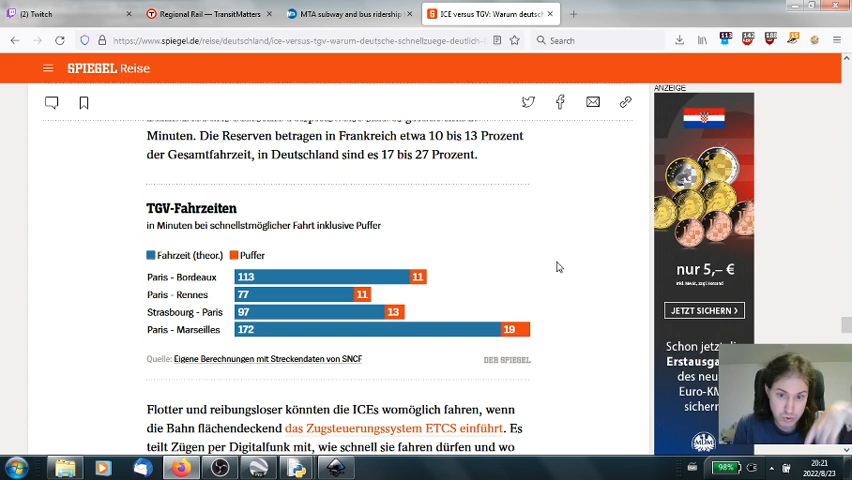 (2) Twitch
Regional Rail — TransitMatters
MTA subway and bus ridership
ICE versus TGV: Warum deutsch
https://www.spiegel.de/reise/deutschland/ice-versus-tgv-warum-deutsche-schnellzuege-deutlich-
Search
SPIEGEL Reise
ANZEIGE
Minuten. Die Reserven betragen in Frankreich etwa 10 bis 13 Prozent
der Gesamtfahrzeit, in Deutschland sind es 17 bis 27 Prozent.
TGV-Fahrzeiten
in Minuten bei schnellstmöglicher Fahrt inklusive Puffer
Fahrzeit (theor.) Puffer
Paris - Bordeaux 113 11
Paris - Rennes 77 11
Strasbourg - Paris 97 13
Paris - Marseilles 172 19
Quelle: Eigene Berechnungen mit Streckendaten von SNCF
DER SPIEGEL
Flotter und reibungsloser könnten die ICEs womöglich fahren, wenn
die Bahn flächendeckend das Zugsteuerungssystem ETCS einführt. Es
teilt Zügen per Digitalfunk mit, wie schnell sie fahren dürfen und wo
nur 5,– €
JETZT SICHERN >
Schon jetzt di
Erstausga
des neu
Euro-KM
sichern
MDM
98%
20:21
2022/8/23